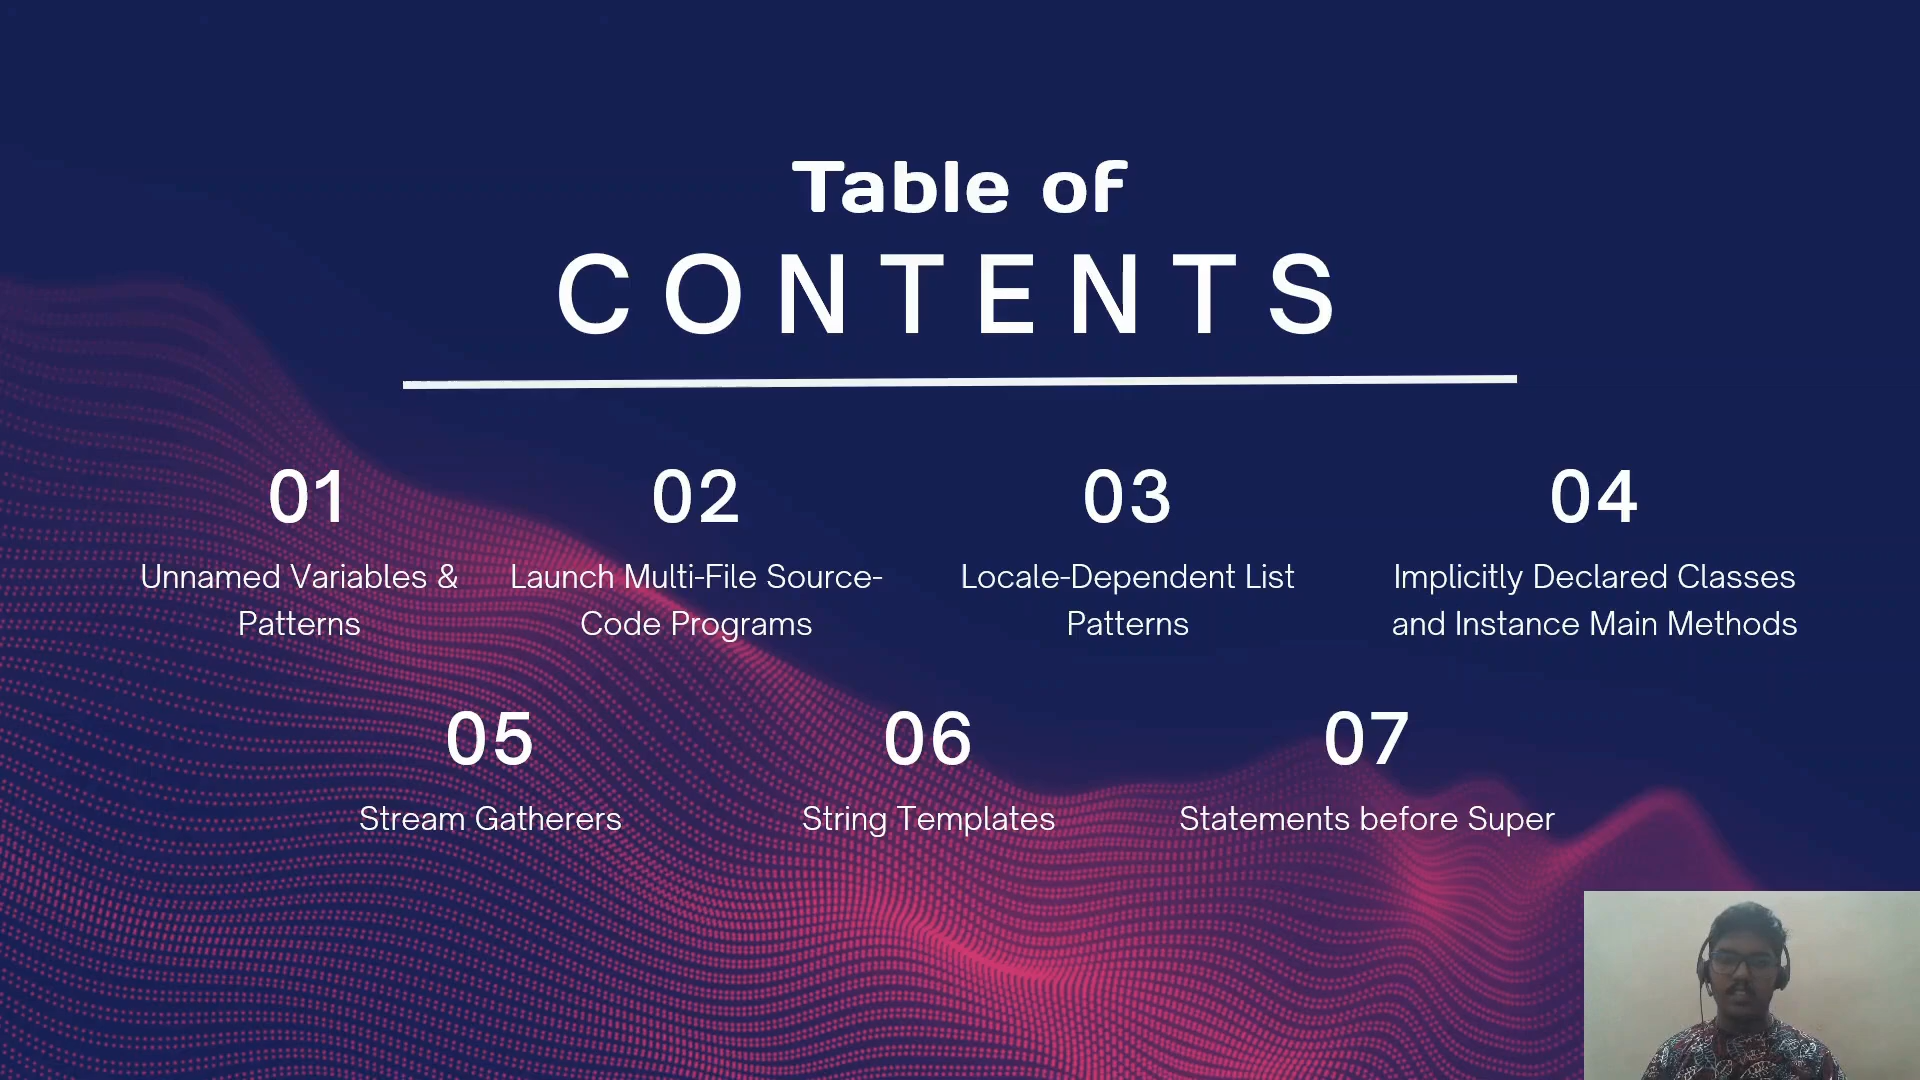 Table of
CONTENTS
01
02
03
04
Unnamed Variables &
Patterns
Launch Multi-File Source-
Code Programs
Locale-Dependent List
Patterns
Implicitly Declared Classes
and Instance Main Methods
05
06
07
Stream Gatherers
String Templates
Statements before Super